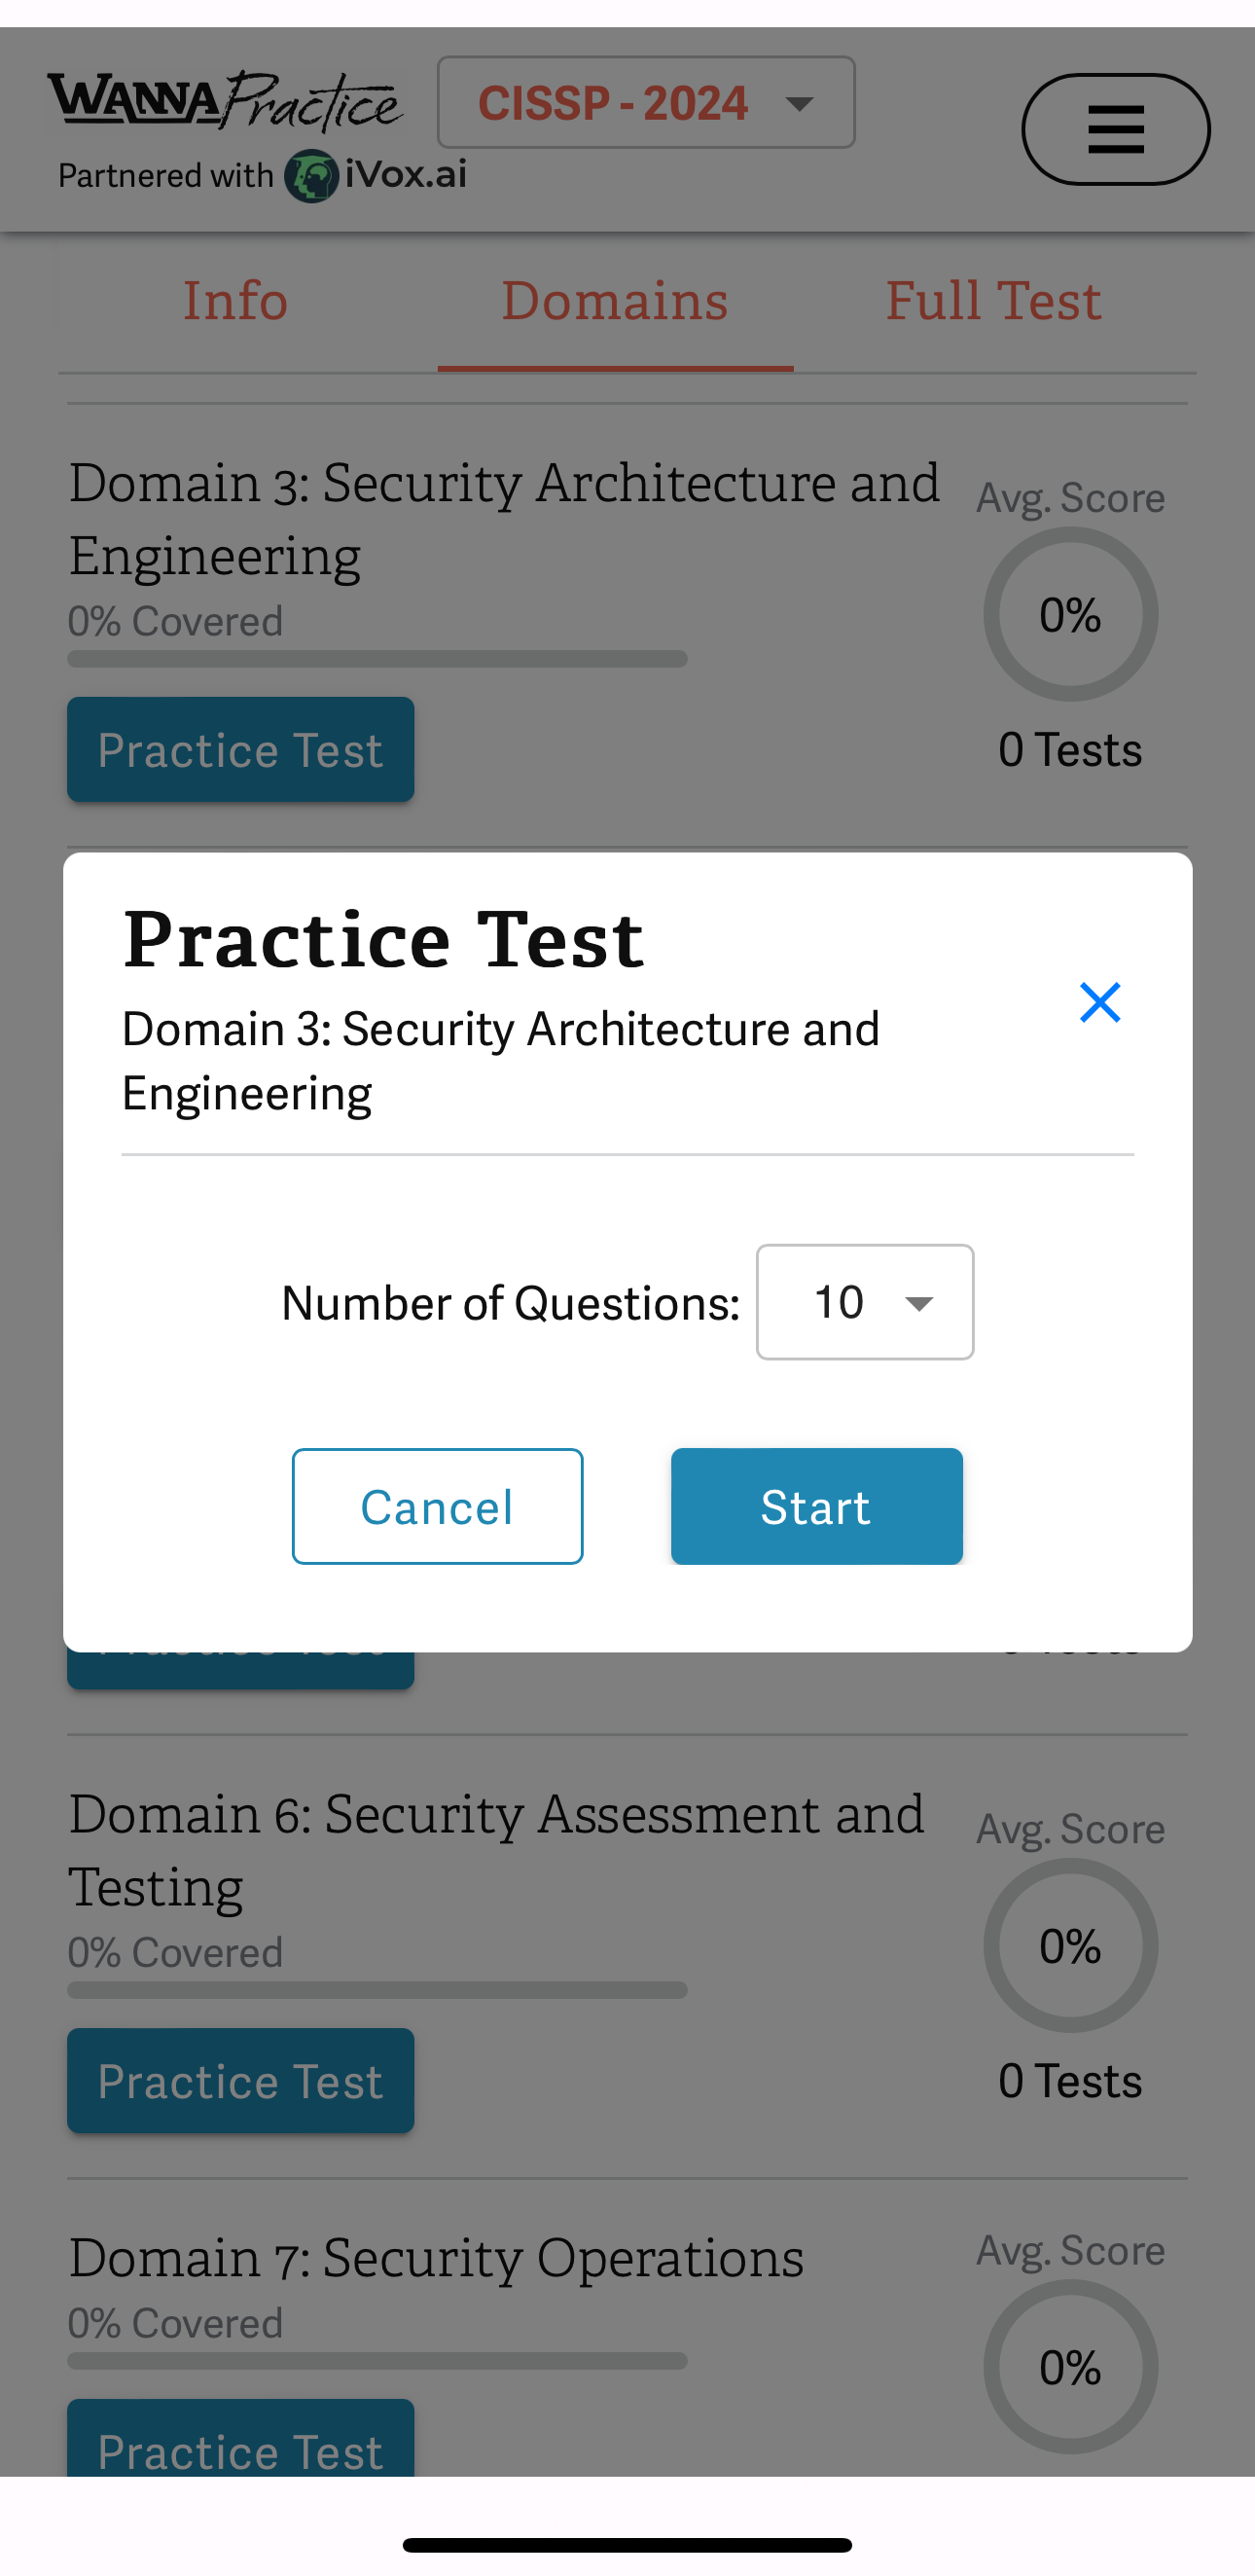 WANNAPractice
CISSP - 2024
Partnered with iVox.ai
Info Domains Full Test
Domain 3: Security Architecture and
Engineering
0% Covered
Avg. Score
0%
Practice Test
0 Tests
Practice Test
Domain 3: Security Architecture and
Engineering
Number of Questions: 10
Cancel Start
Domain 6: Security Assessment and
Testing
0% Covered
Avg. Score
0%
Practice Test
0 Tests
Domain 7: Security Operations
0% Covered
Avg. Score
0%
Practice Test